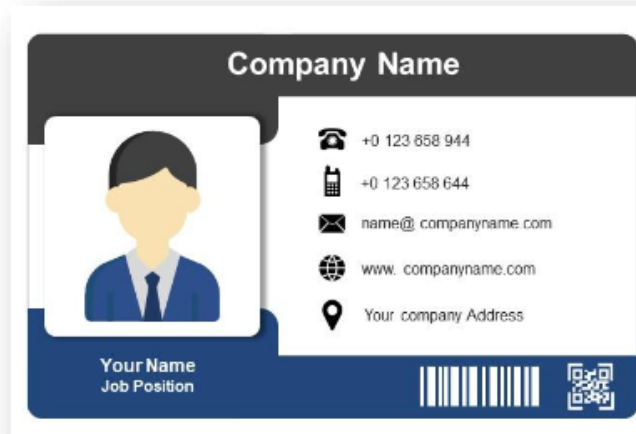 Company Name
+0 123 658 944
+0 123 658 644
name@ companyname.com
www. companyname.com
Your company Address
Your Name
Job Position